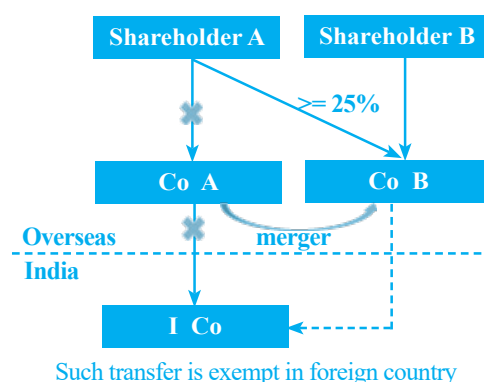 Shareholder A
Shareholder B
>= 25%
Co A
Co B
Overseas
merger
India
I Co
Such transfer is exempt in foreign country